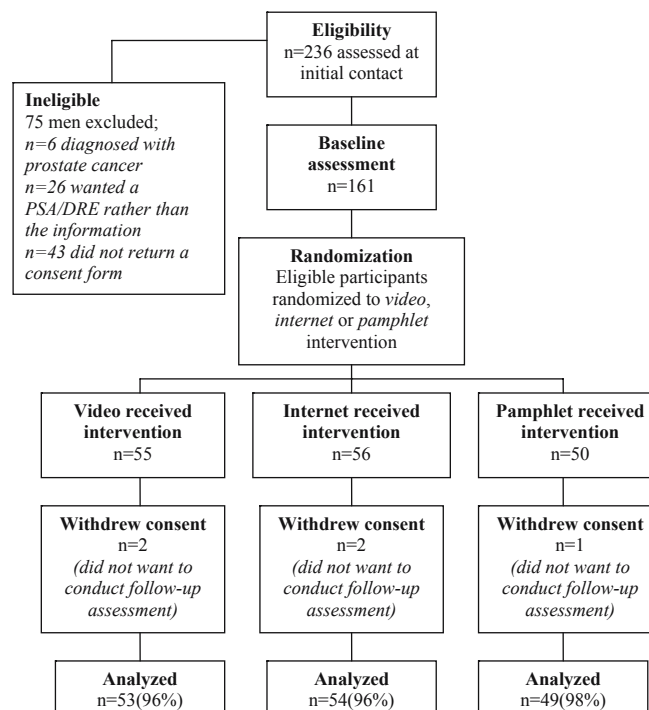 Eligibility
n=236 assessed at
initial contact
Ineligible
75 men excluded;
n=6 diagnosed with
prostate cancer
n=26 wanted a
PSA/DRE rather than
the information
n=43 did not return a
consent form
Baseline
assessment
n=161
Randomization
Eligible participants
randomized to video,
internet or pamphlet
intervention
Video received
intervention
n=55
Internet received
intervention
n=56
Pamphlet received
intervention
n=50
Withdrew consent
n=2
(did not want to
conduct follow-up
assessment)
Withdrew consent
n=2
(did not want to
conduct follow-up
assessment)
Withdrew consent
n=1
(did not want to
conduct follow-up
assessment)
Analyzed
n=53(96%)
Analyzed
n=54(96%)
Analyzed
n=49(98%)